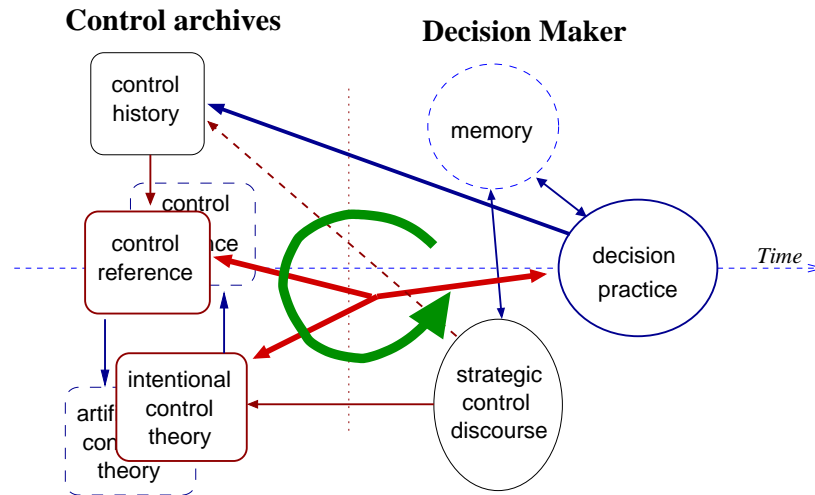 Control archives
Decision Maker
control
history
memory
control
control
reference
decision
practice
Time
intentional
control
theory
strategic
control
discourse
theory